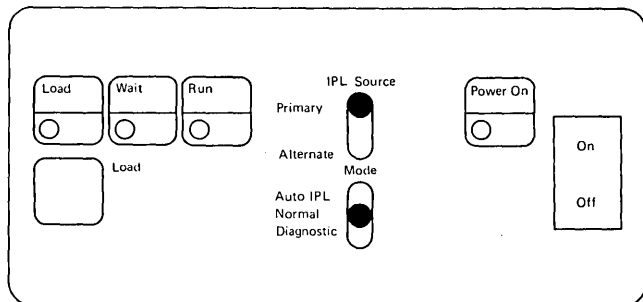 IPL Source
Load Wait Run Power On
Primary
On
Alternate
Load
Mode
Auto IPL
Normal
Off
Diagnostic